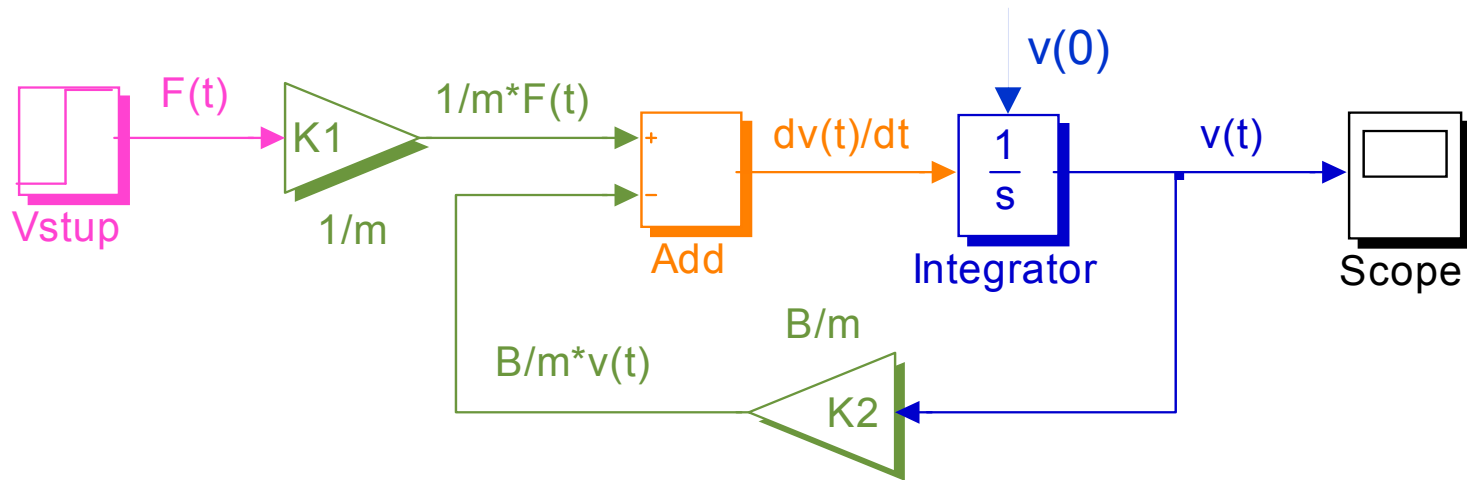 F(t)
Vstup
K1
1/m
1/m*F(t)
+
−
Add
dv(t)/dt
v(0)
1
s
Integrator
v(t)
Scope
B/m
K2
B/m*v(t)